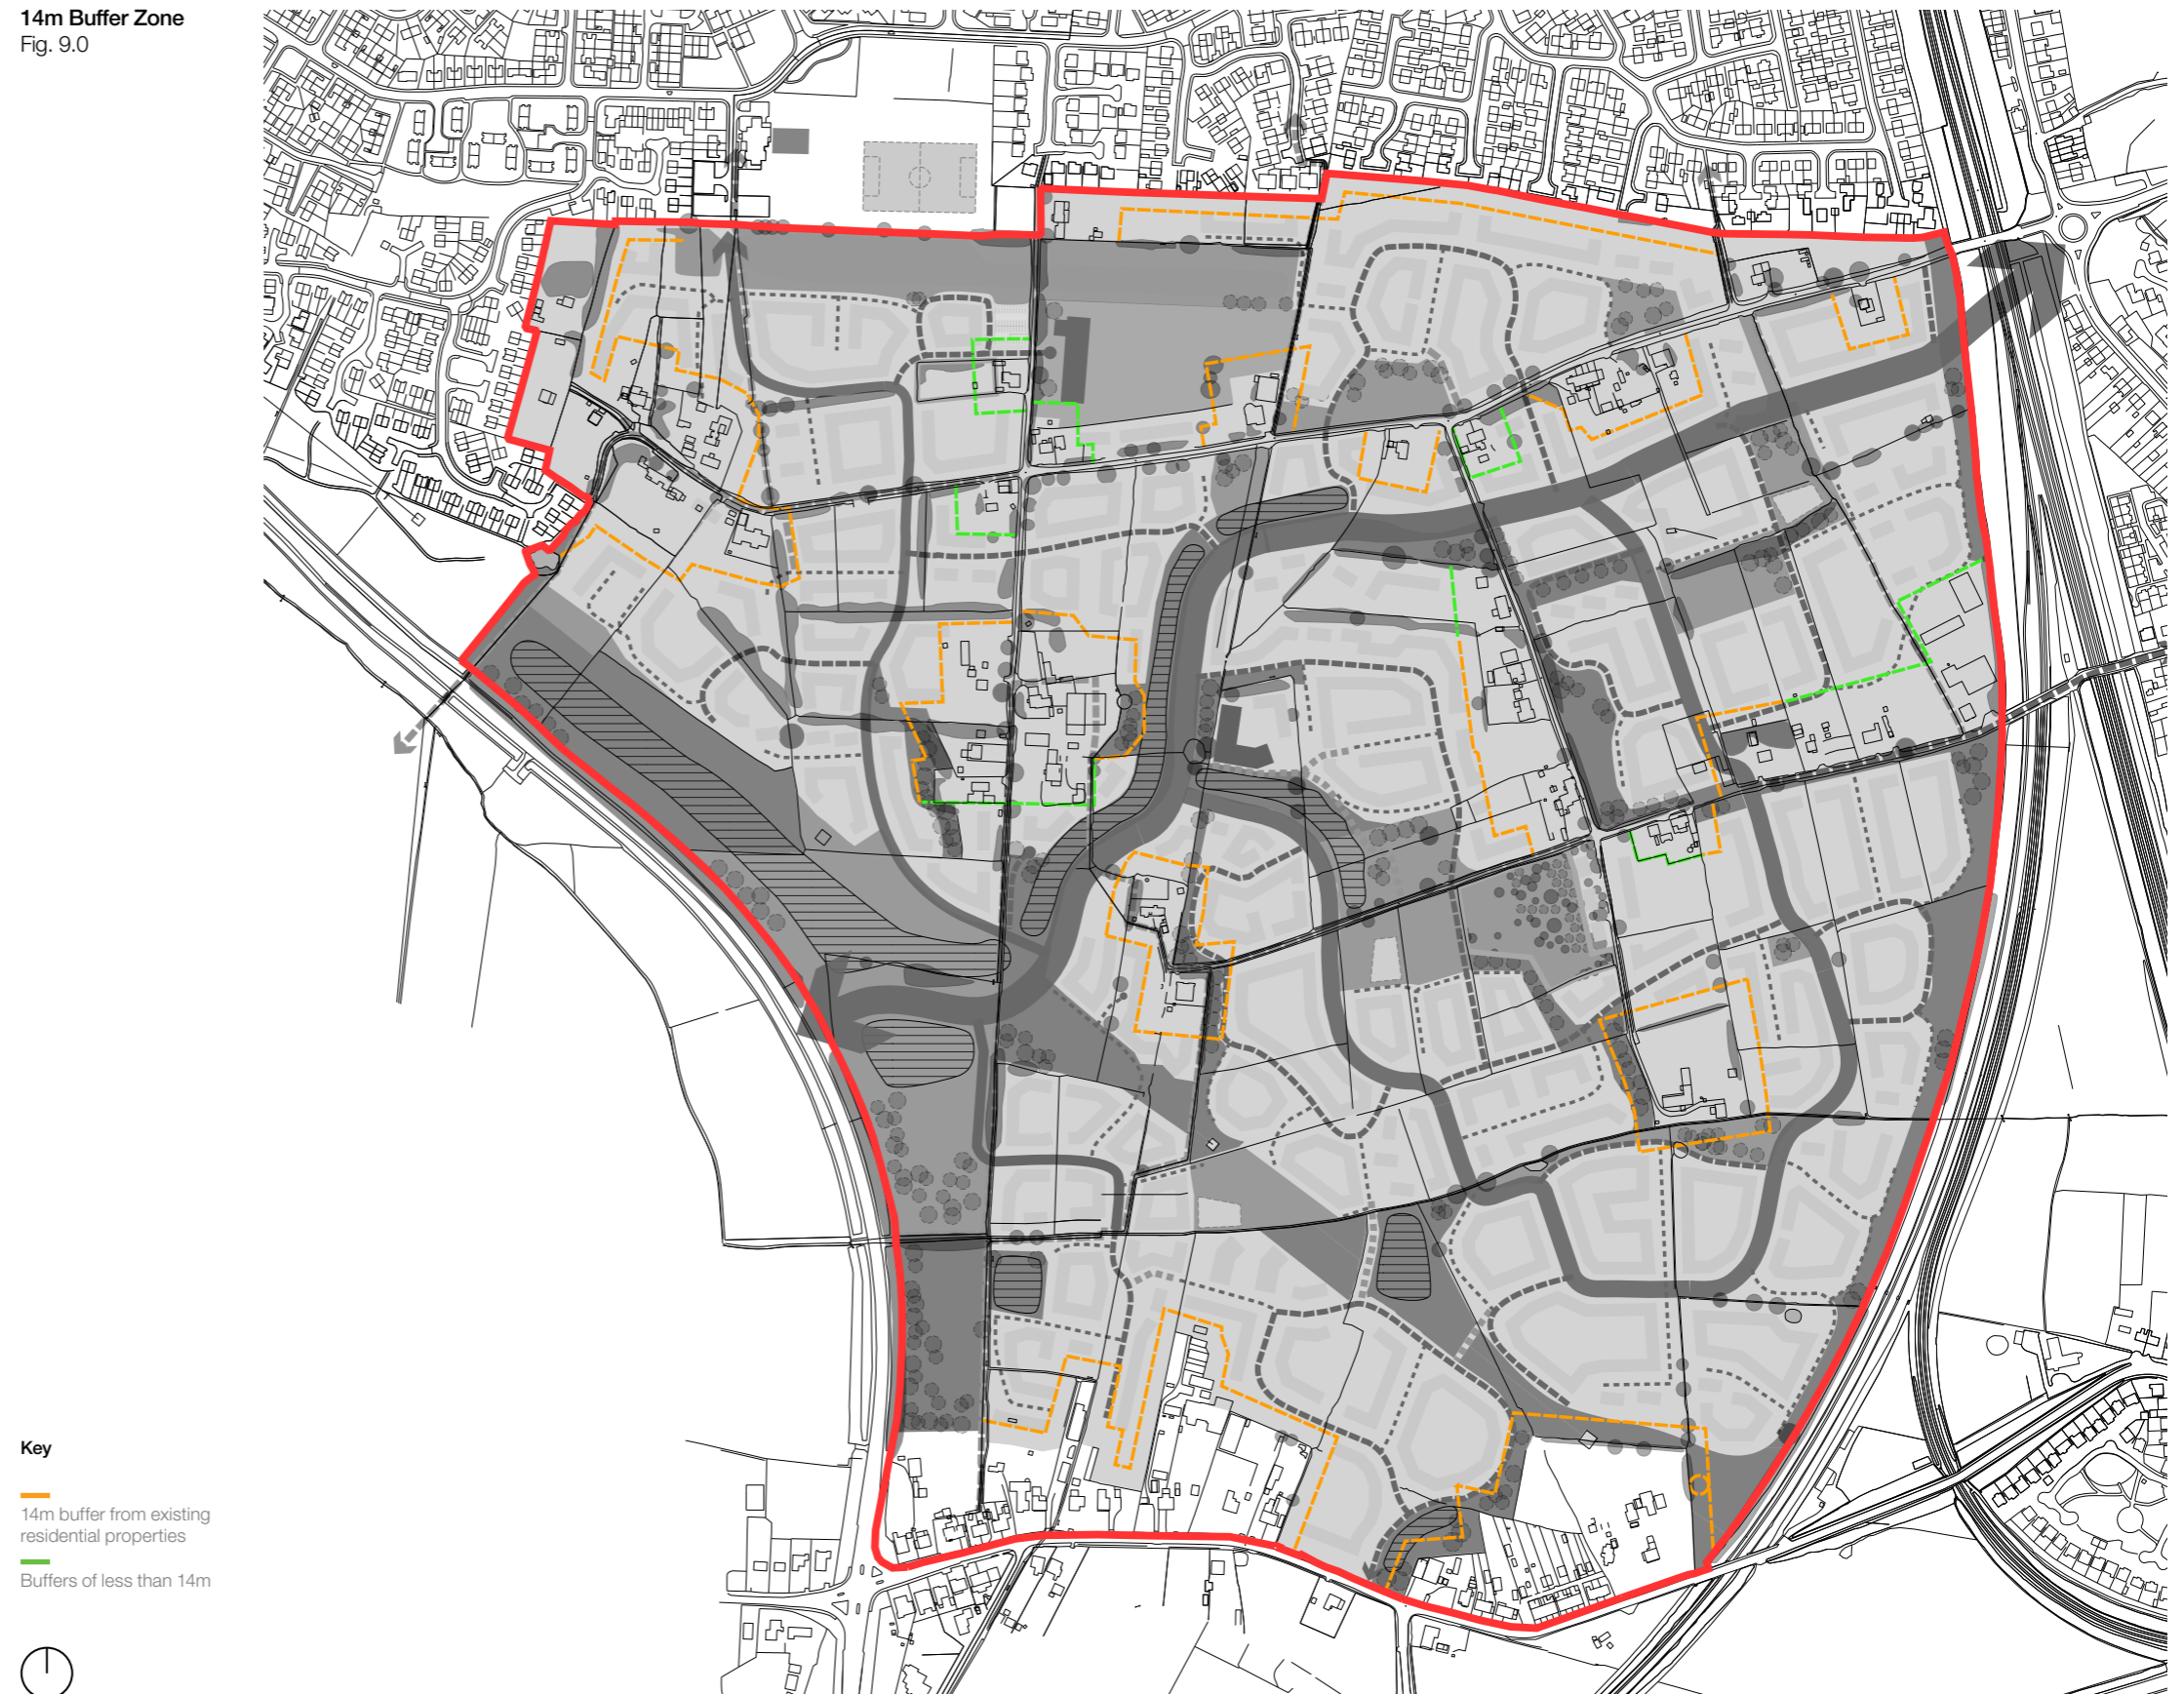 14m Buffer Zone
Fig. 9.0
Key
14m buffer from existing
residential properties
Buffers of less than 14m